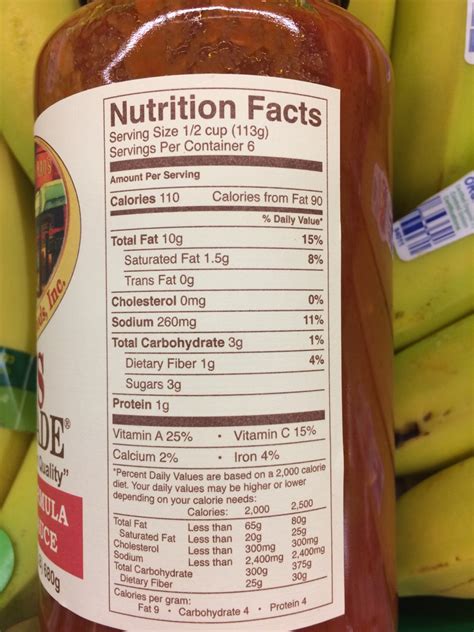 Nutrition Facts
Serving Size 1/2 cup (113g)
Servings Per Container 6
Amount Per Serving
Calories 110 Calories from Fat 90
% Daily Value*
Total Fat 10g 15%
Saturated Fat 1.5g 8%
Trans Fat 0g
Cholesterol 0mg 0%
Sodium 260mg 11%
Total Carbohydrate 3g 1%
Dietary Fiber 1g 4%
Sugars 3g
Protein 1g
Vitamin A 25% • Vitamin C 15%
Calcium 2% • Iron 4%
*Percent Daily Values are based on a 2,000 calorie
diet. Your daily values may be higher or lower
depending on your calorie needs:
Calories: 2,000 2,500
Total Fat Less than 65g 80g
Saturated Fat Less than 20g 25g
Cholesterol Less than 300mg 300mg
Sodium Less than 2,400mg 2,400mg
Total Carbohydrate 300g 375g
Dietary Fiber 25g 30g
Calories per gram:
Fat 9 • Carbohydrate 4 • Protein 4
Inc.
S
DE®
Quality"
MULA
UCE
680g